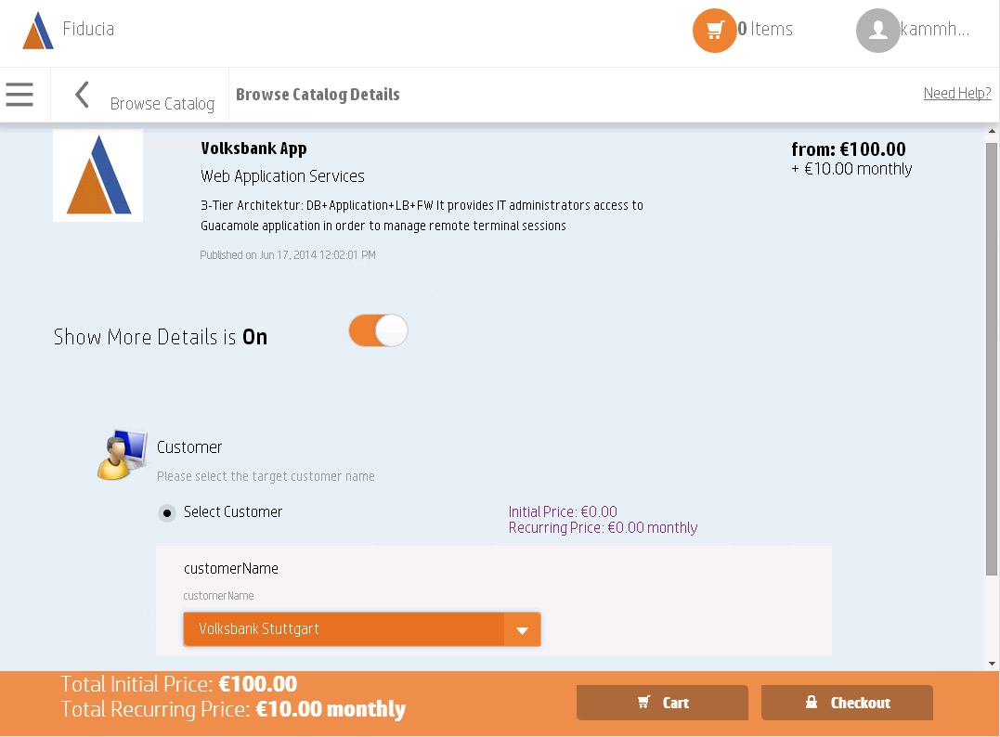 Fiducia
0 Items
kammh...
Browse Catalog
Browse Catalog Details
Need Help?
Volksbank App
from: €100.00
Web Application Services
+ €10.00 monthly
3-Tier Architektur: DB+Application+LB+FW It provides IT administrators access to
Guacamole application in order to manage remote terminal sessions
Published on Jun 17, 2014 12:02:01 PM
Show More Details is On
Customer
Please select the target customer name
Select Customer
Initial Price: €0.00
Recurring Price: €0.00 monthly
customerName
customerName
Volksbank Stuttgart
Total Initial Price: €100.00
Total Recurring Price: €10.00 monthly
Cart
Checkout